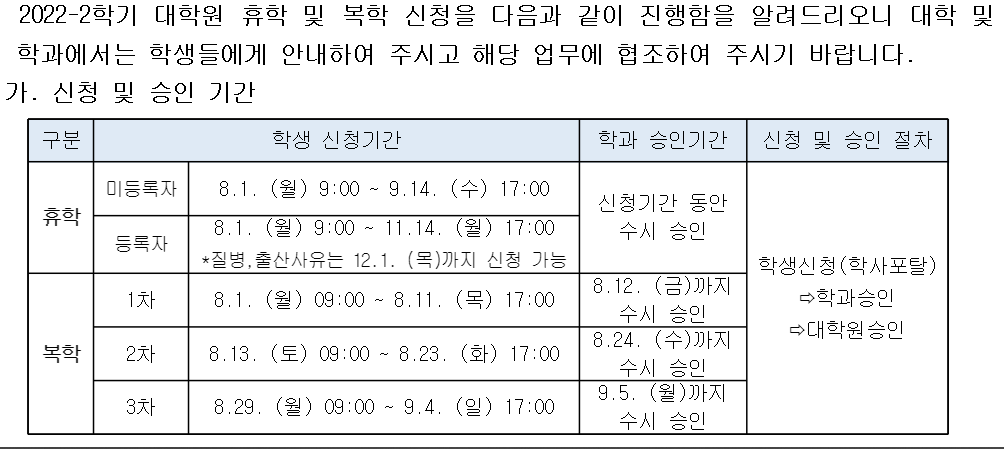 2022-2학기 대학원 휴학 및 복학 신청을 다음과 같이 진행함을 알려드리오니 대학 및
학과에서는 학생들에게 안내하여 주시고 해당 업무에 협조하여 주시기 바랍니다.
가. 신청 및 승인 기간
구분 학생 신청기간 학과 승인기간 신청 및 승인 절차
휴학
미등록자 8.1. (월) 9:00 ~ 9.14. (수) 17:00
등록자
8.1. (월) 9:00 ~ 11.14. (월) 17:00
*질병,출산사유는 12.1. (목)까지 신청 가능
신청기간 동안
수시 승인
복학
1차 8.1. (월) 09:00 ~ 8.11. (목) 17:00
8.12. (금)까지
수시 승인
2차 8.13. (토) 09:00 ~ 8.23. (화) 17:00
8.24. (수)까지
수시 승인
3차 8.29. (월) 09:00 ~ 9.4. (일) 17:00
9.5. (월)까지
수시 승인
학생신청(학사포탈)
⇨학과승인
⇨대학원승인